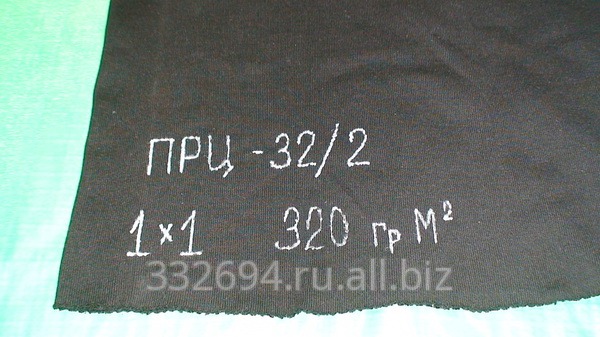 ПРЦ -32/2
1×1 320 гр М²
332694.ru.all.biz